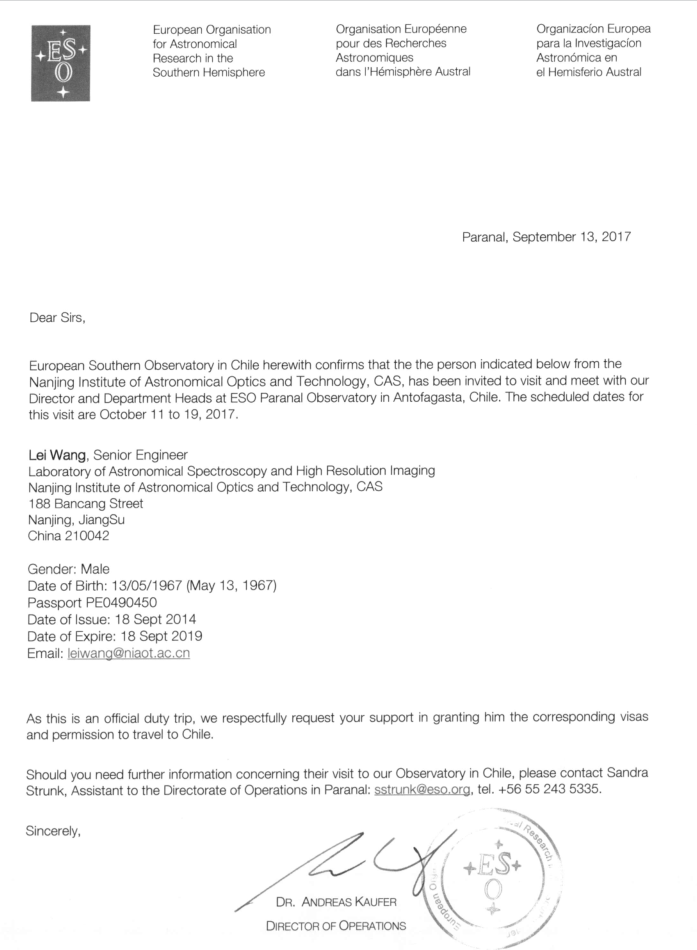 ESO
European Organisation
for Astronomical
Research in the
Southern Hemisphere
Organisation Européenne
pour des Recherches
Astronomiques
dans l'Hémisphère Austral
Organizacíon Europea
para la Investigacíon
Astronómica en
el Hemisferio Austral
Paranal, September 13, 2017
Dear Sirs,
European Southern Observatory in Chile herewith confirms that the the person indicated below from the
Nanjing Institute of Astronomical Optics and Technology, CAS, has been invited to visit and meet with our
Director and Department Heads at ESO Paranal Observatory in Antofagasta, Chile. The scheduled dates for
this visit are October 11 to 19, 2017.
Lei Wang, Senior Engineer
Laboratory of Astronomical Spectroscopy and High Resolution Imaging
Nanjing Institute of Astronomical Optics and Technology, CAS
188 Bancang Street
Nanjing, JiangSu
China 210042
Gender: Male
Date of Birth: 13/05/1967 (May 13, 1967)
Passport PE0490450
Date of Issue: 18 Sept 2014
Date of Expire: 18 Sept 2019
Email: leiwang@niaot.ac.cn
As this is an official duty trip, we respectfully request your support in granting him the corresponding visas
and permission to travel to Chile.
Should you need further information concerning their visit to our Observatory in Chile, please contact Sandra
Strunk, Assistant to the Directorate of Operations in Paranal: sstrunk@eso.org, tel. +56 55 243 5335.
Sincerely,
DR. ANDREAS KAUFER
DIRECTOR OF OPERATIONS
European
Research
ESO